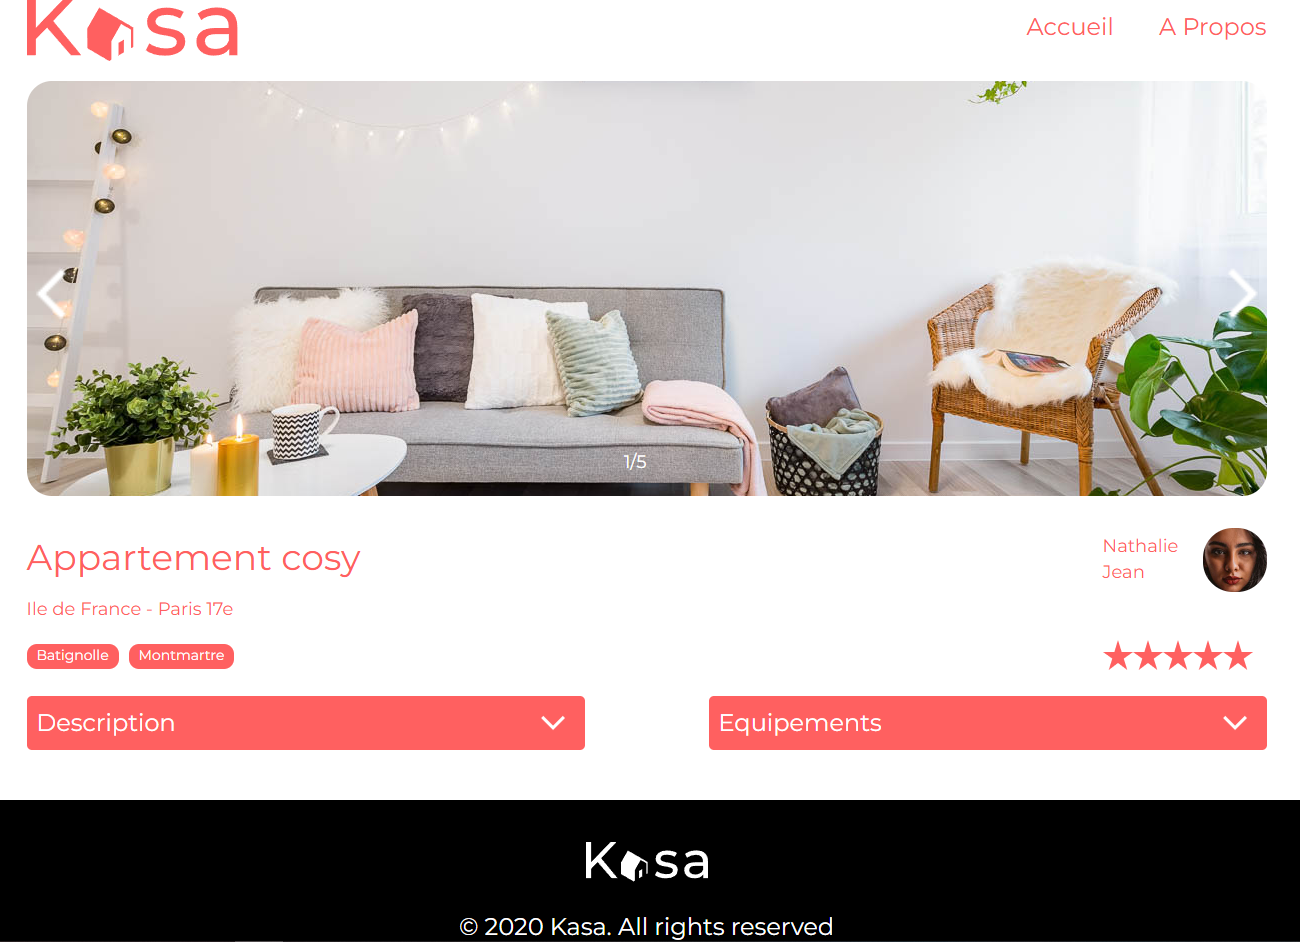 Kasa
Accueil
A Propos
1/5
Appartement cosy
Nathalie
Jean
Ile de France - Paris 17e
Batignolle
Montmartre
Description
Equipements
Kasa
© 2020 Kasa. All rights reserved